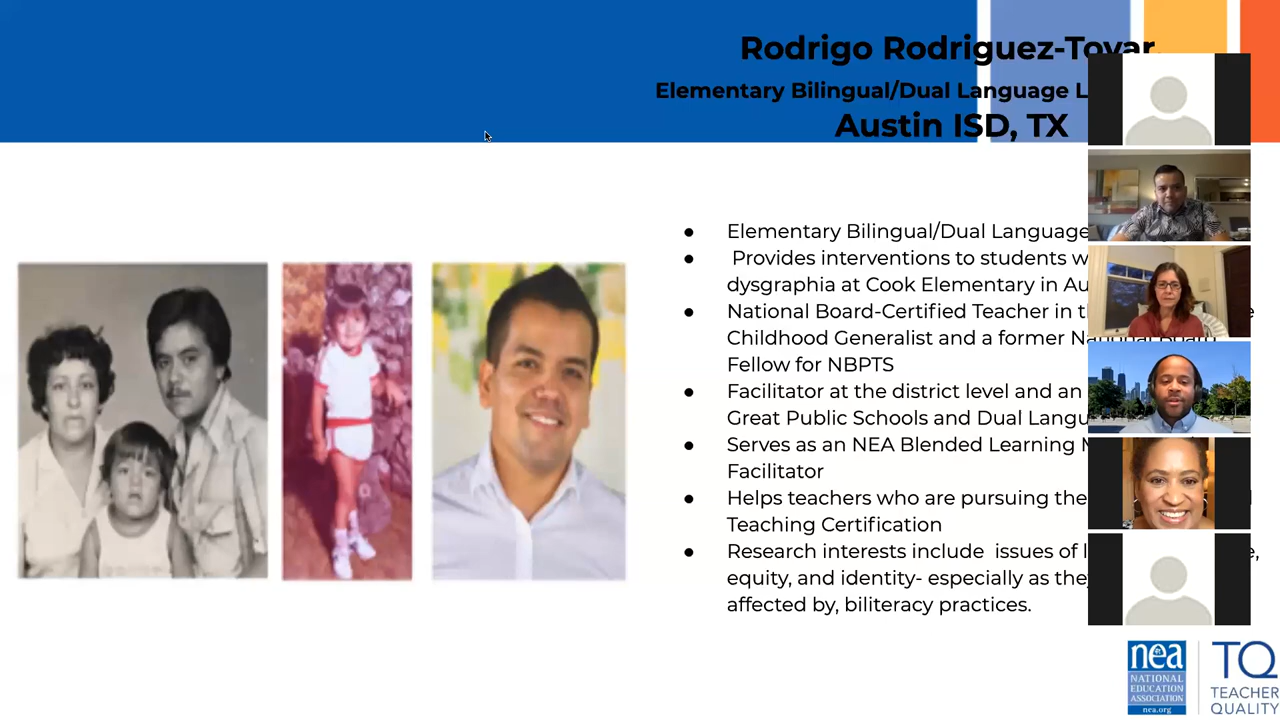 Rodrigo Rodriguez-Tovar
Elementary Bilingual/Dual Language
Austin ISD, TX
● Elementary Bilingual/Dual Language
● Provides interventions to students
dysgraphia at Cook Elementary in
● National Board-Certified Teacher in
Childhood Generalist and a former National Board
Fellow for NBPTS
● Facilitator at the district level and an
Great Public Schools and Dual
● Serves as an NEA Blended Learning
Facilitator
● Helps teachers who are pursuing the
Teaching Certification
● Research interests include issues of
equity, and identity- especially as
affected by, biliteracy practices.
nea
NATIONAL
EDUCATION
ASSOCIATION
nea.org
TQ
TEACHER
QUALITY